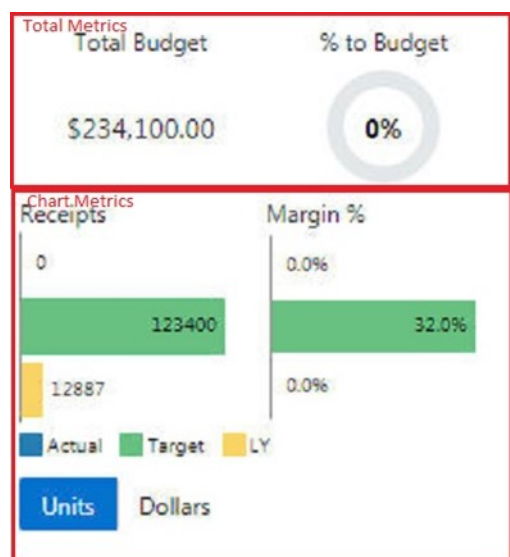 Total Metrics
Total Budget
% to Budget
$234,100.00
0%
Chart.Metrics
Receipts
Margin %
0
0.0%
123400
32.0%
12887
0.0%
Actual Target LY
Units Dollars